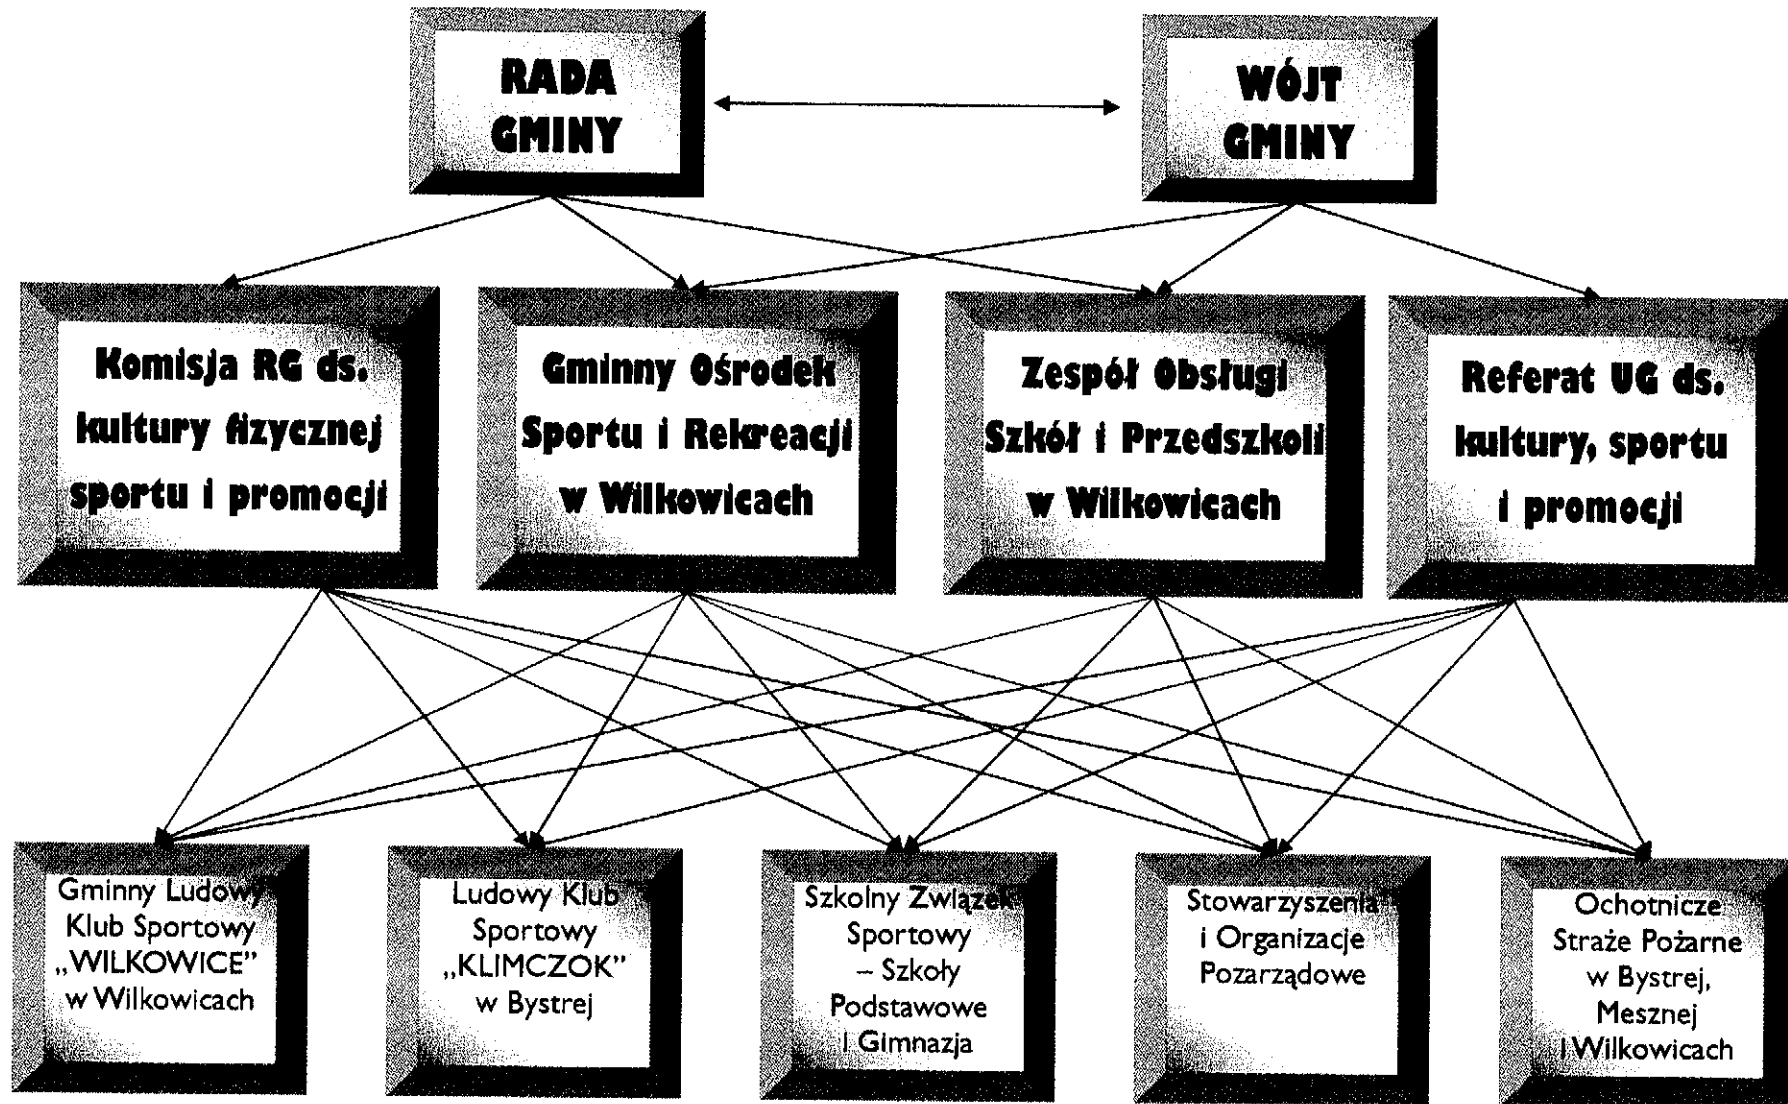 RADA
GMINY
WÓJT
GMINY
Komisja RG ds.
kultury fizycznej
sportu i promocji
Gminny Ośrodek
Sportu i Rekreacji
w Wilkowicach
Zespół Obsługi
Szkół i Przedszkoli
w Wilkowicach
Referat UG ds.
kultury, sportu
i promocji
Gminny Ludowy
Klub Sportowy
„WILKOWICE”
w Wilkowicach
Ludowy Klub
Sportowy
„KLIMCZOK”
w Bystrej
Szkolny Związek
Sportowy
– Szkoły
Podstawowe
i Gimnazja
Stowarzyszenia
i Organizacje
Pozarządowe
Ochotnicze
Straże Pożarne
w Bystrej,
Mesznej
i Wilkowicach